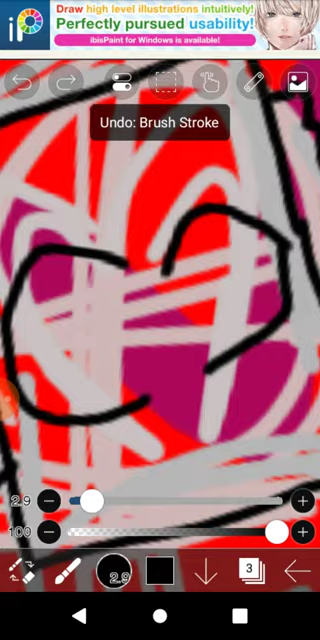 iP
Draw high level illustrations intuitively!
Perfectly pursued usability!
ibisPaint for Windows is available!
Undo: Brush Stroke
2.9
100
2.9
3